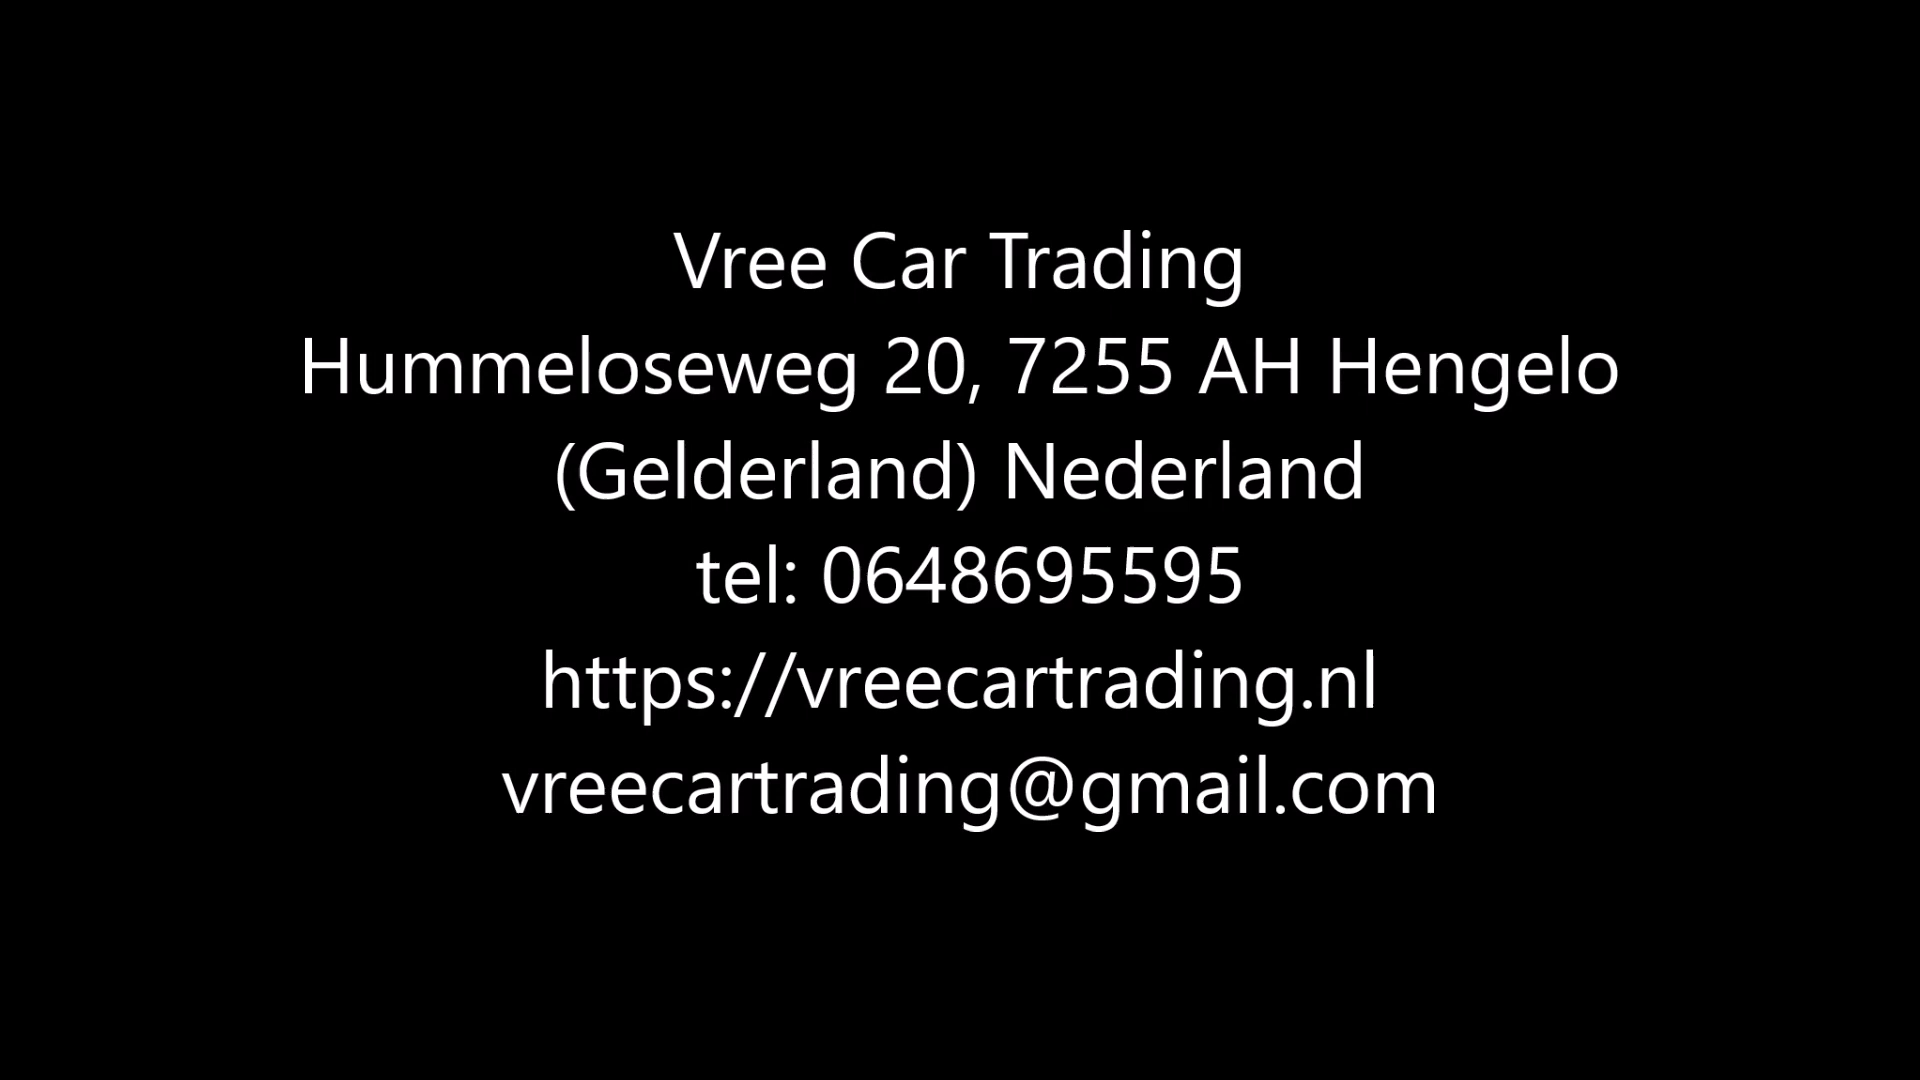 Vree Car Trading
Hummeloseweg 20, 7255 AH Hengelo
(Gelderland) Nederland
tel: 0648695595
https://vreecartrading.nl
vreecartrading@gmail.com